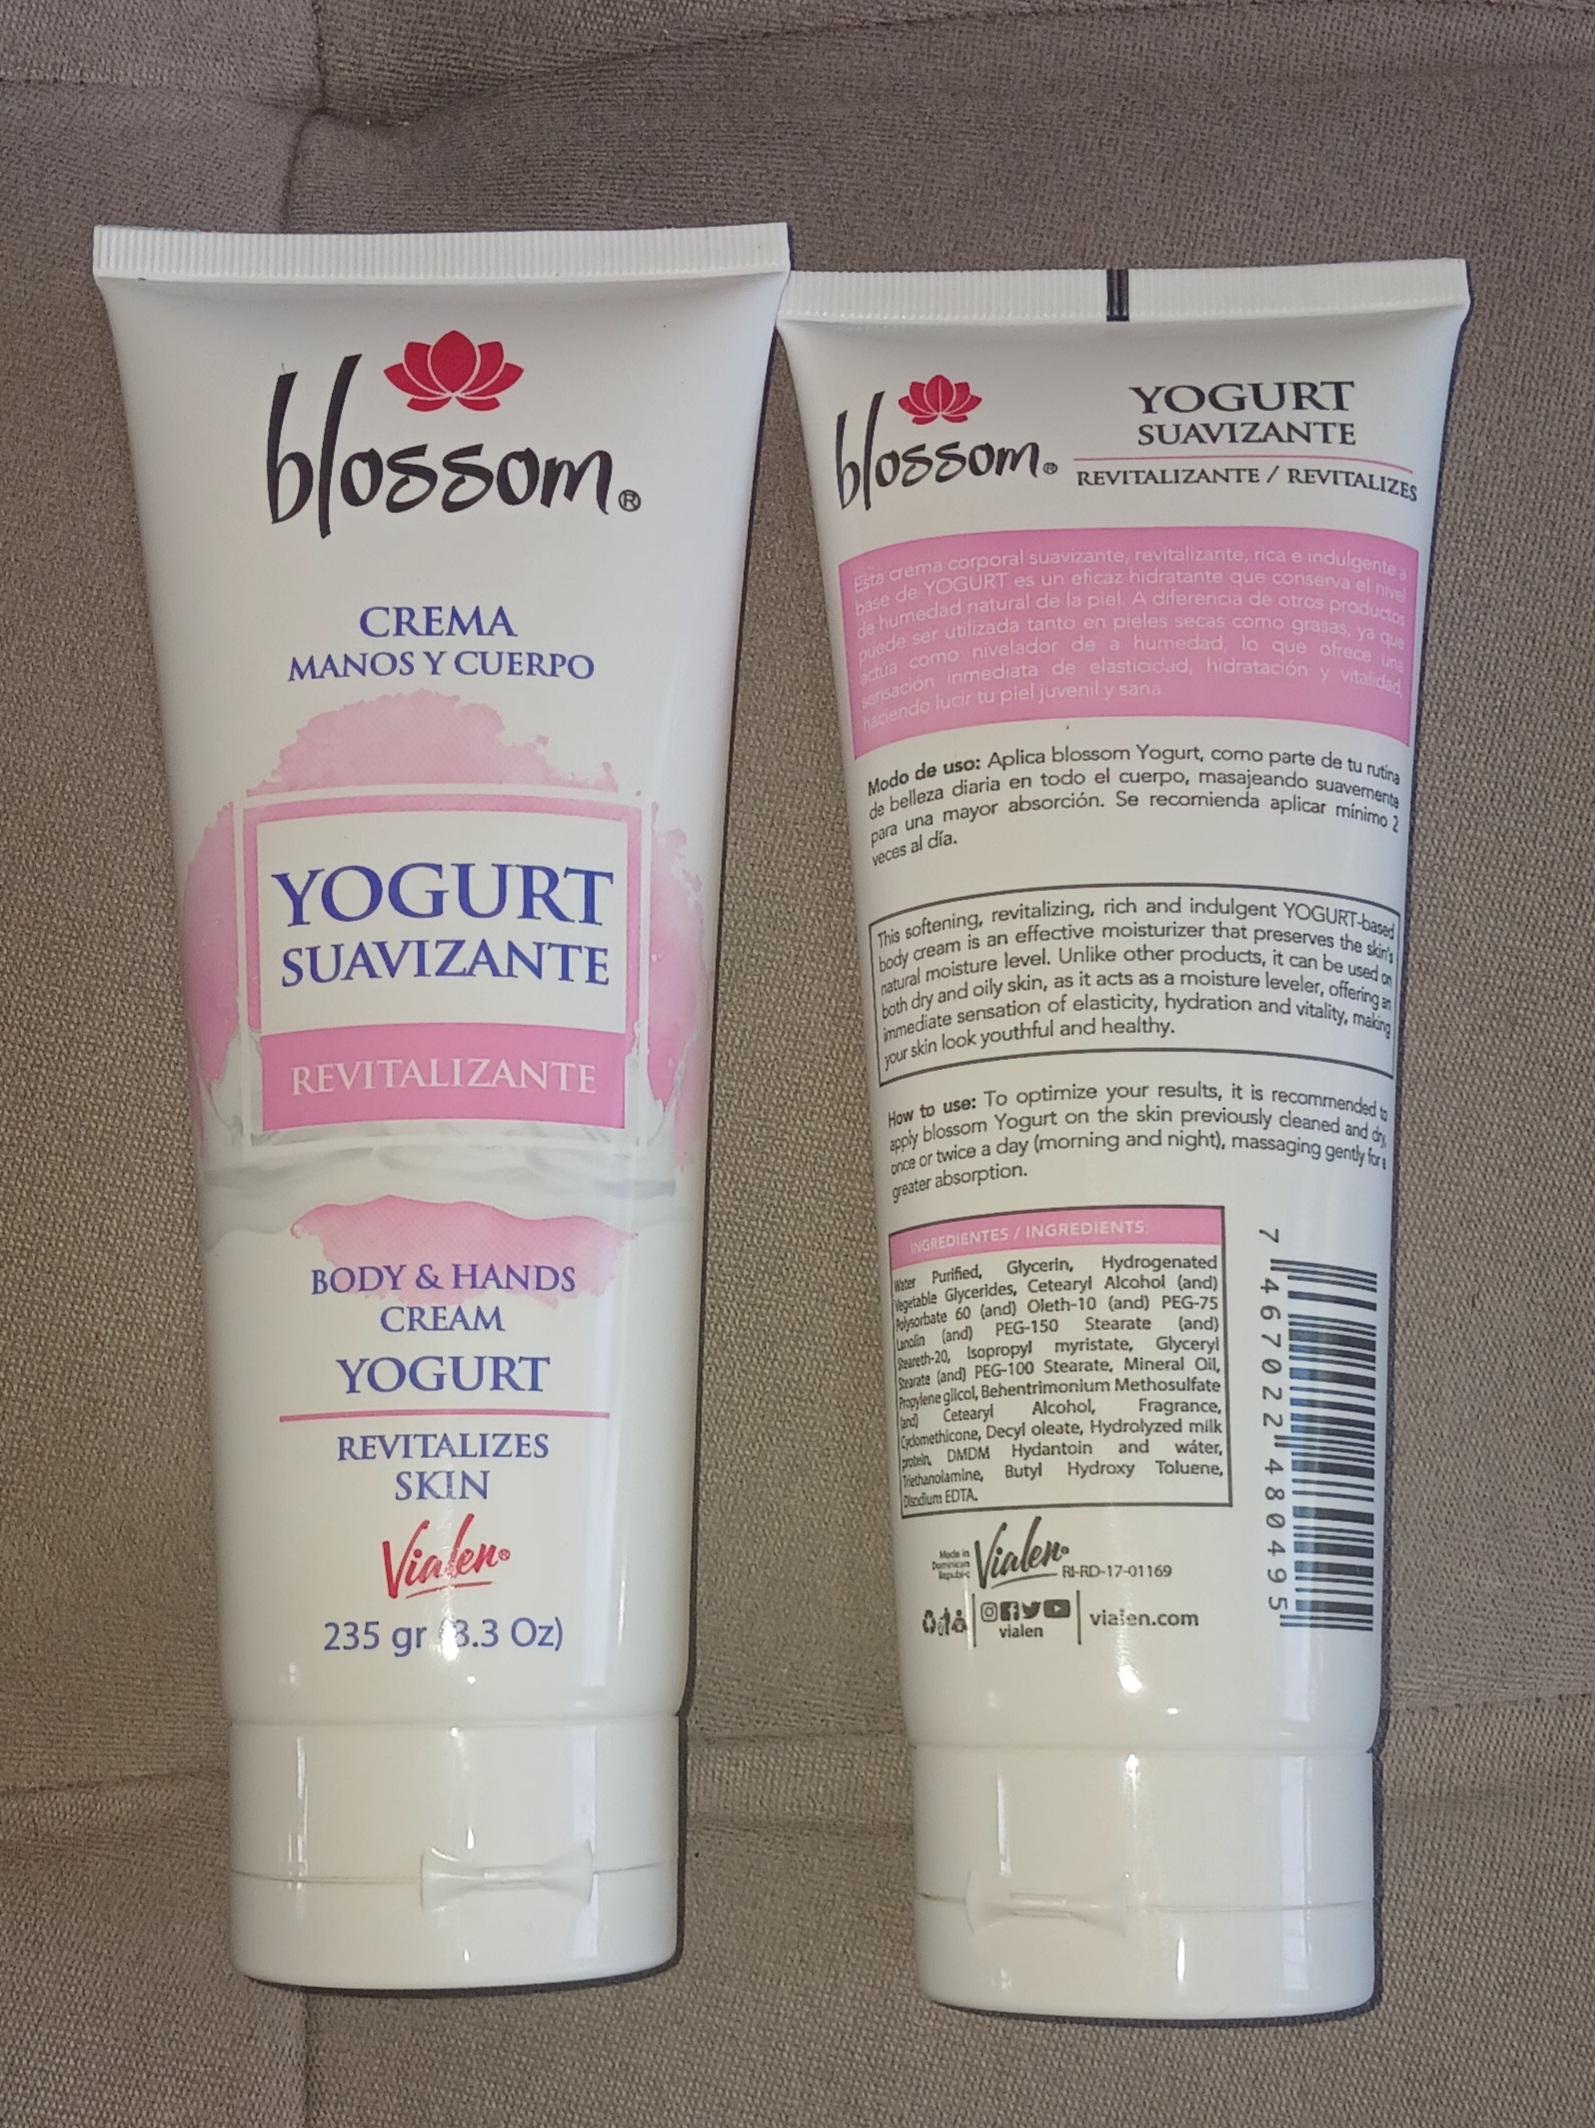 blossom®
CREMA
MANOS Y CUERPO
YOGURT
SUAVIZANTE
REVITALIZANTE
BODY & HANDS
CREAM
YOGURT
REVITALIZES
SKIN
Vialen®
235 gr (8.3 Oz)
blossom®
YOGURT
SUAVIZANTE
REVITALIZANTE / REVITALIZES
Esta crema corporal suavizante, revitalizante, rica e indulgente a
base de YOGURT es un eficaz hidratante que conserva el nivel
de humedad natural de la piel. A diferencia de otros productos
puede ser utilizada tanto en pieles secas como grasas, ya que
actúa como nivelador de a humedad, lo que ofrece una
sensación inmediata de elasticidad, hidratación y vitalidad,
haciendo lucir tu piel juvenil y sana.
Modo de uso: Aplica blossom Yogurt, como parte de tu rutina
de belleza diaria en todo el cuerpo, masajeando suavemente
para una mayor absorción. Se recomienda aplicar mínimo 2
veces al día.
This softening, revitalizing, rich and indulgent YOGURT-based
body cream is an effective moisturizer that preserves the skin's
natural moisture level. Unlike other products, it can be used on
both dry and oily skin, as it acts as a moisture leveler, offering an
immediate sensation of elasticity, hydration and vitality, making
your skin look youthful and healthy.
How to use: To optimize your results, it is recommended to
apply blossom Yogurt on the skin previously cleaned and dry,
once or twice a day (morning and night), massaging gently for a
greater absorption.
INGREDIENTES / INGREDIENTS:
Water Purified, Glycerin, Hydrogenated
Vegetable Glycerides, Cetearyl Alcohol (and)
Polysorbate 60 (and) Oleth-10 (and) PEG-75
Lanolin (and) PEG-150 Stearate (and)
Steareth-20, Isopropyl myristate, Glyceryl
Stearate (and) PEG-100 Stearate, Mineral Oil,
Propylene glicol, Behentrimonium Methosulfate
(and) Cetearyl Alcohol, Fragrance,
Cyclomethicone, Decyl oleate, Hydrolyzed milk
protein, DMDM Hydantoin and wáter,
Triethanolamine, Butyl Hydroxy Toluene,
Disodium EDTA.
7 467022 480495
Made in
Dominican
Republic
Vialen®
RI-RD-17-01169
vialen
vialen.com